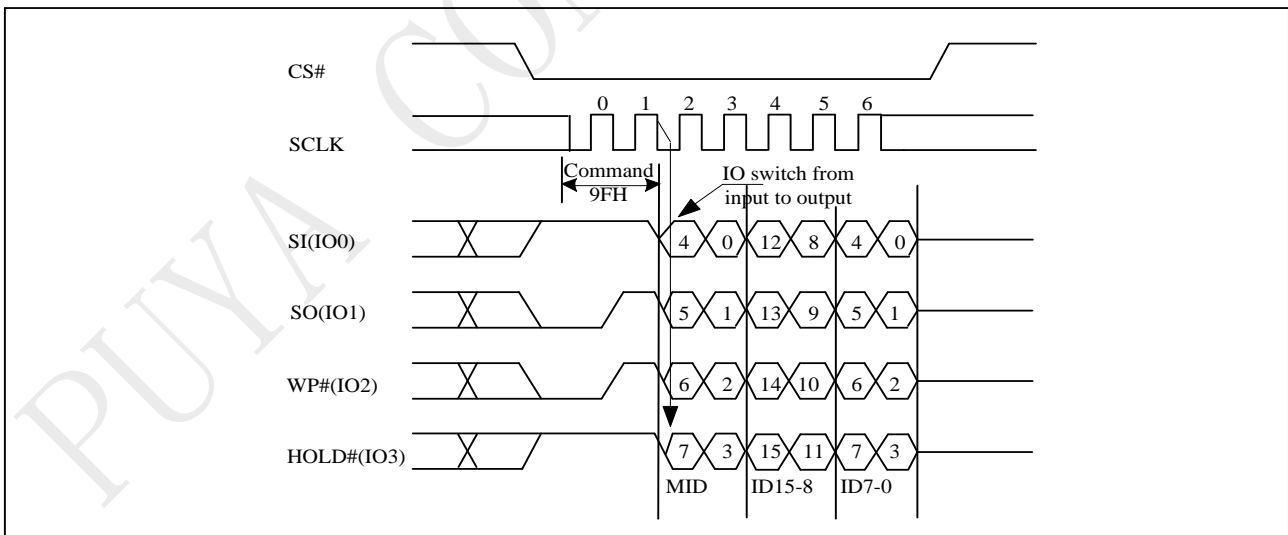 PUYA CON
CS#
0 1 2 3 4 5 6
SCLK
Command
9FH
IO switch from
input to output
SI(IO0)
4 0 12 8 4 0
SO(IO1)
5 1 13 9 5 1
WP#(IO2)
6 2 14 10 6 2
HOLD#(IO3)
7 3 15 11 7 3
MID ID15-8 ID7-0